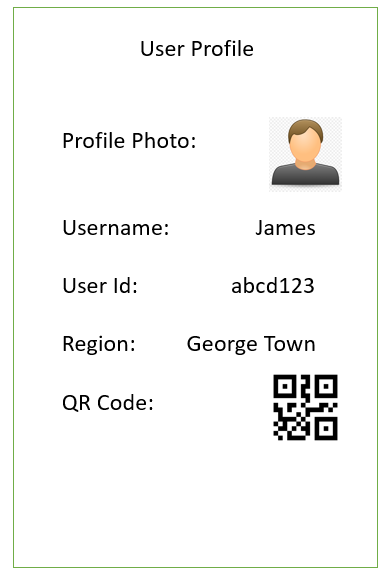 User Profile
Profile Photo:
Username: James
User Id: abcd123
Region: George Town
QR Code: